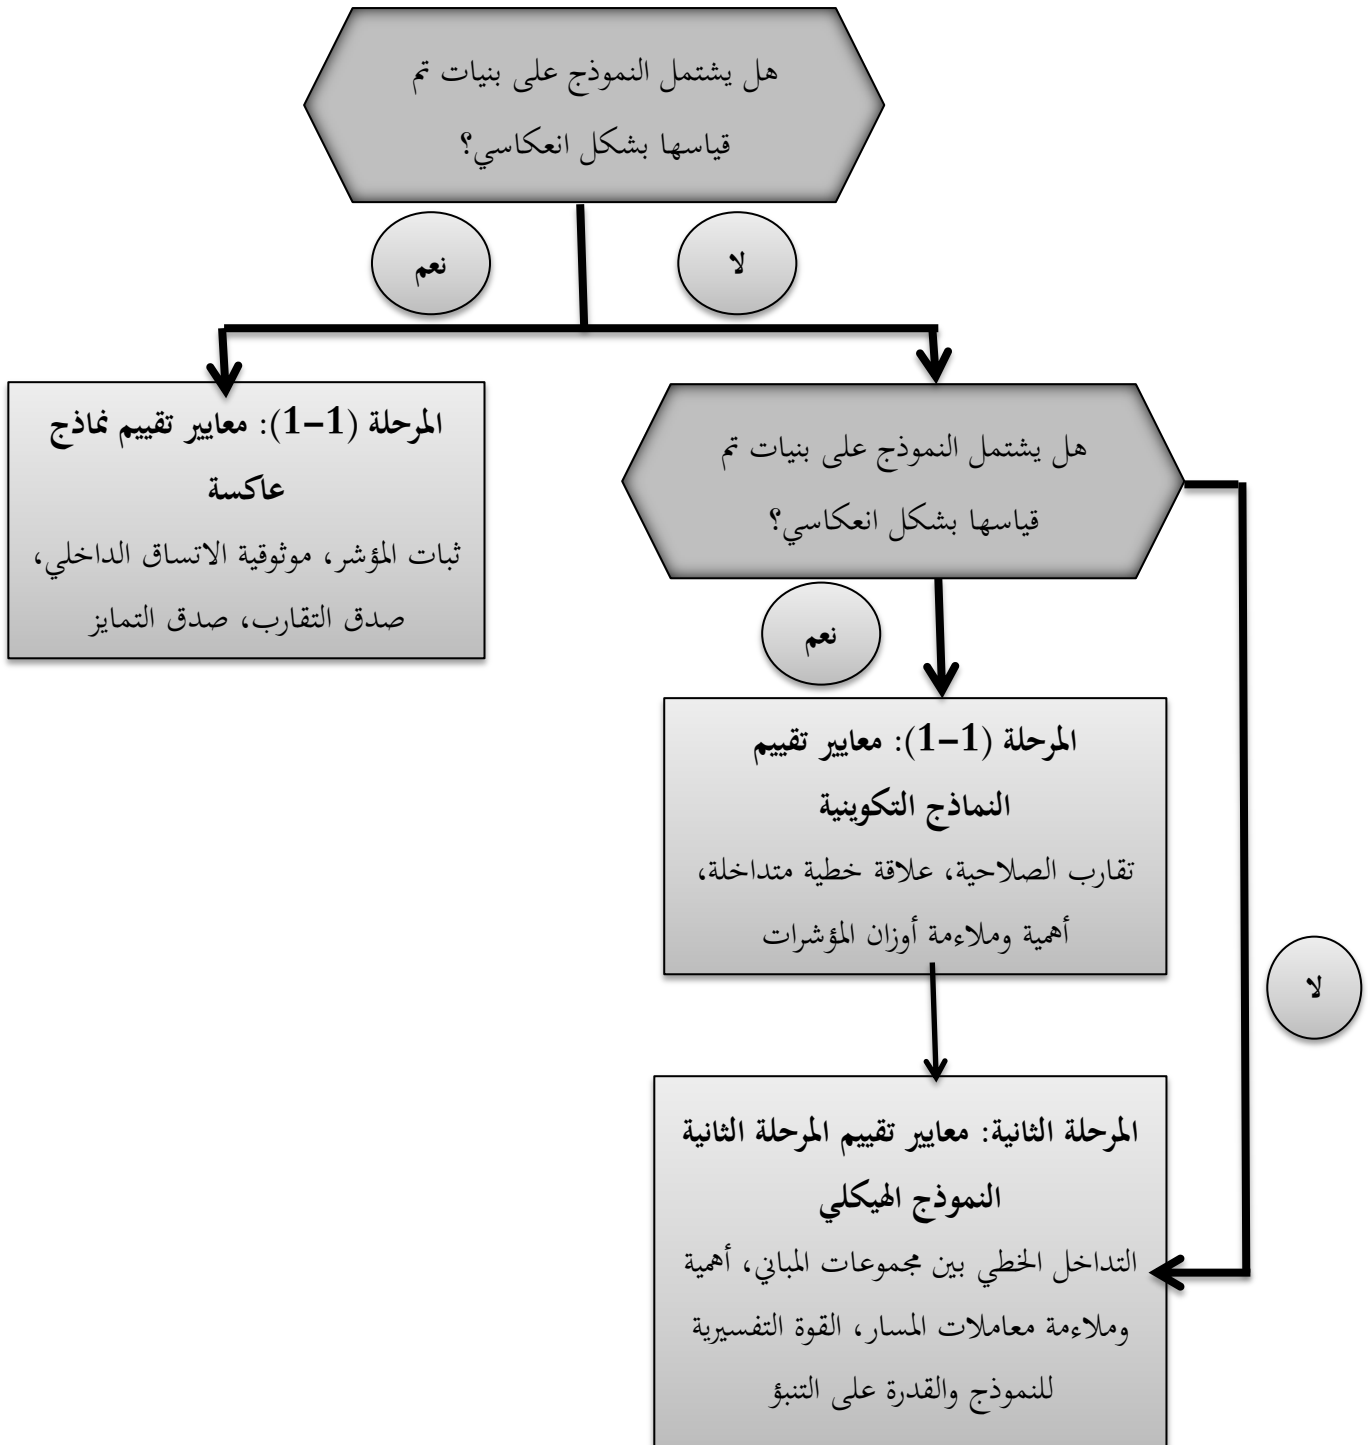 هل يشتمل النموذج على بنيات تم
قياسها بشكل انعكاسي؟
نعم
لا
المرحلة (1-1): معايير تقييم نماذج
عاكسة
ثبات المؤشر، موثوقية الاتساق الداخلي،
صدق التقارب، صدق التمايز
هل يشتمل النموذج على بنيات تم
قياسها بشكل انعكاسي؟
نعم
المرحلة (1-1): معايير تقييم
النماذج التكوينية
تقارب الصلاحية، علاقة خطية متداخلة،
أهمية وملاءمة أوزان المؤشرات
لا
المرحلة الثانية: معايير تقييم المرحلة الثانية
النموذج الهيكلي
التداخل الخطي بين مجموعات المباني، أهمية
وملاءمة معاملات المسار، القوة التفسيرية
للنموذج والقدرة على التنبؤ